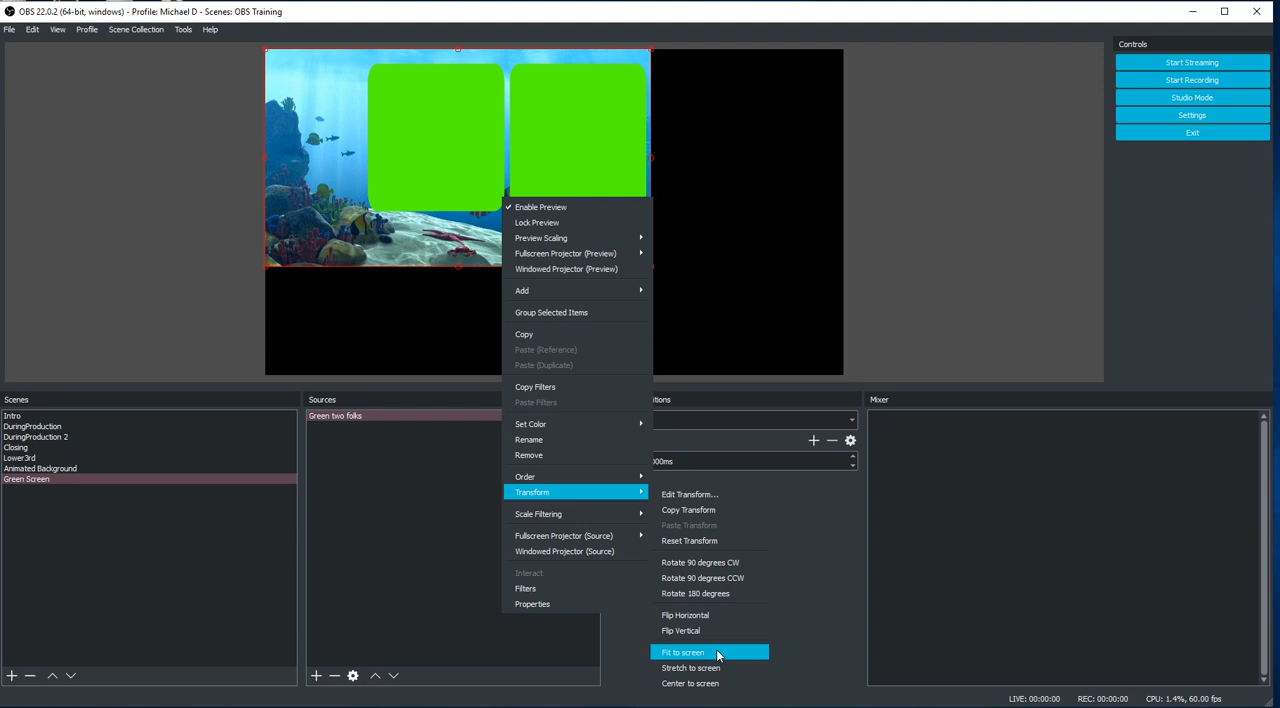 OBS 22.0.2 (64-bit, windows) - Profile: Michael D - Scenes: OBS Training
File Edit View Profile Scene Collection Tools Help
Controls
Start Streaming
Start Recording
Studio Mode
Settings
Exit
Enable Preview
Lock Preview
Preview Scaling
Fullscreen Projector (Preview)
Windowed Projector (Preview)
Add
Group Selected Items
Copy
Paste (Reference)
Paste (Duplicate)
Copy Filters
Paste Filters
Set Color
Rename
Remove
Order
Transform
Scale Filtering
Fullscreen Projector (Source)
Windowed Projector (Source)
Interact
Filters
Properties
Edit Transform...
Copy Transform
Paste Transform
Reset Transform
Rotate 90 degrees CW
Rotate 90 degrees CCW
Rotate 180 degrees
Flip Horizontal
Flip Vertical
Fit to screen
Stretch to screen
Center to screen
Scenes
Intro
DuringProduction
DuringProduction 2
Closing
Lower3rd
Animated Background
Green Screen
Sources
Green two folks
itions
000ms
Mixer
LIVE: 00:00:00 REC: 00:00:00 CPU: 1.4%, 60.00 fps